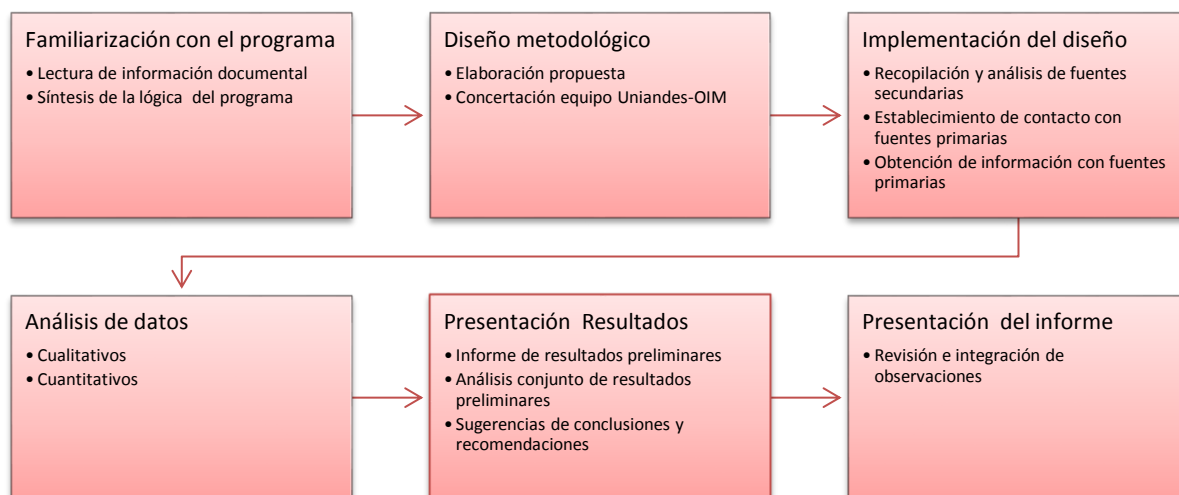 Familiarización con el programa
• Lectura de información documental
• Síntesis de la lógica del programa
Diseño metodológico
• Elaboración propuesta
• Concertación equipo Uniandes-OIM
Implementación del diseño
• Recopilación y análisis de fuentes
secundarias
• Establecimiento de contacto con
fuentes primarias
• Obtención de información con fuentes
primarias
Análisis de datos
• Cualitativos
• Cuantitativos
Presentación Resultados
• Informe de resultados preliminares
• Análisis conjunto de resultados
preliminares
• Sugerencias de conclusiones y
recomendaciones
Presentación del informe
• Revisión e integración de
observaciones